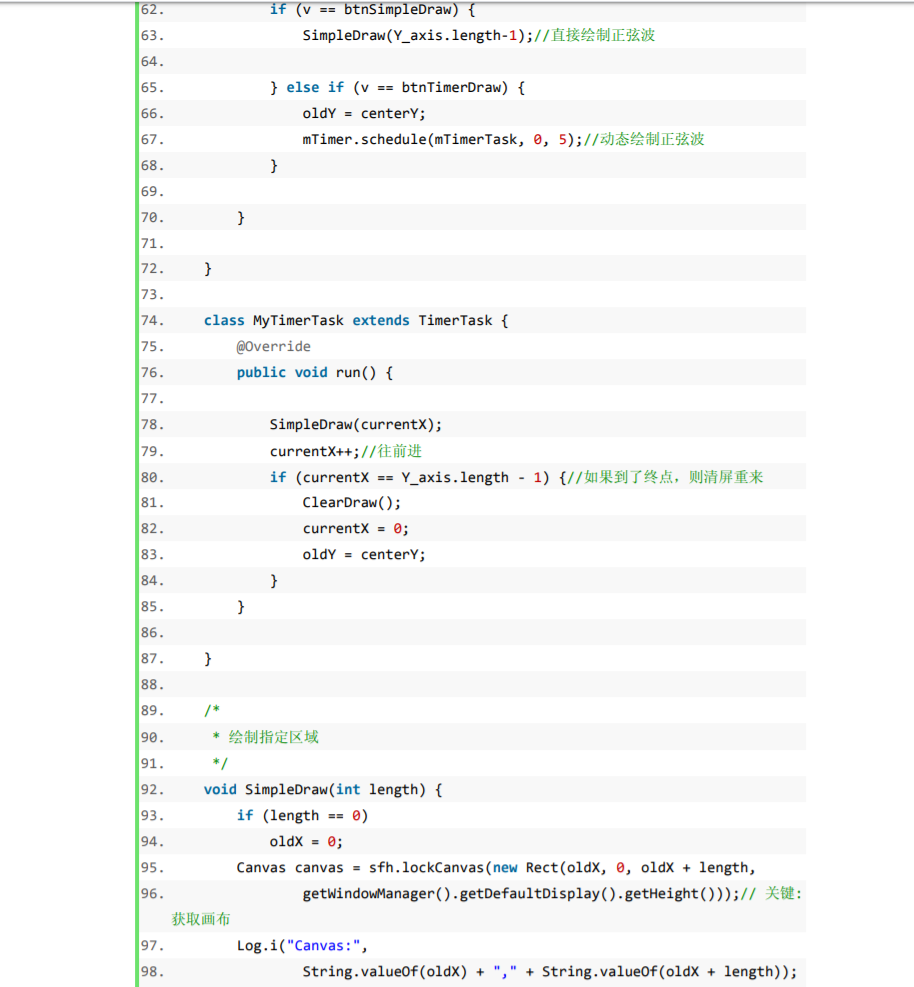 62.             if (v == btnSimpleDraw) {
63.                 SimpleDraw(Y_axis.length-1);//直接绘制正弦波
64.
65.             } else if (v == btnTimerDraw) {
66.                 oldY = centerY;
67.                 mTimer.schedule(mTimerTask, 0, 5);//动态绘制正弦波
68.             }
69.
70.         }
71.
72.     }
73.
74.     class MyTimerTask extends TimerTask {
75.         @Override
76.         public void run() {
77.
78.             SimpleDraw(currentX);
79.             currentX++;//往前进
80.             if (currentX == Y_axis.length - 1) {//如果到了终点，则清屏重来
81.                 ClearDraw();
82.                 currentX = 0;
83.                 oldY = centerY;
84.             }
85.         }
86.
87.     }
88.
89.     /*
90.      * 绘制指定区域
91.      */
92.     void SimpleDraw(int length) {
93.         if (length == 0)
94.             oldX = 0;
95.         Canvas canvas = sfh.lockCanvas(new Rect(oldX, 0, oldX + length,
96.                 getWindowManager().getDefaultDisplay().getHeight()));// 关键:
获取画布
97.         Log.i("Canvas:",
98.                 String.valueOf(oldX) + "," + String.valueOf(oldX + length));